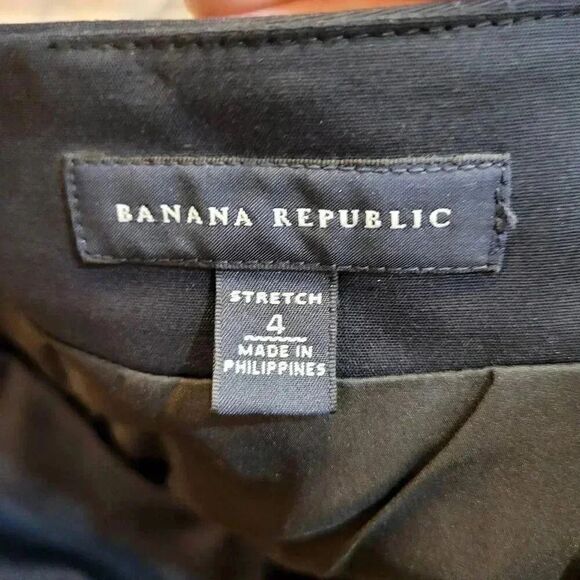 BANANA REPUBLIC
STRETCH
4
MADE IN
PHILIPPINES